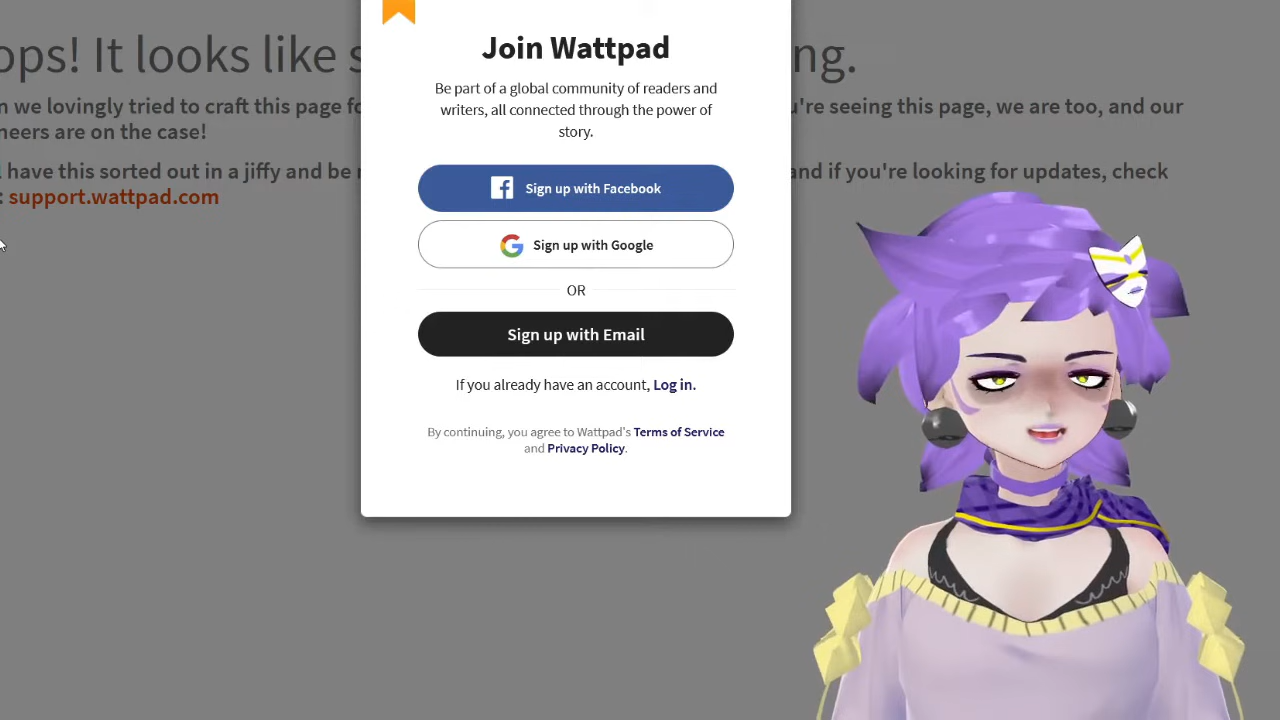 Join Wattpad
ops! It looks like s ng.
Be part of a global community of readers and
writers, all connected through the power of
story.
n we lovingly tried to craft this page fo u're seeing this page, we are too, and our
neers are on the case!
have this sorted out in a jiffy and be and if you're looking for updates, check
: support.wattpad.com
Sign up with Facebook
Sign up with Google
OR
Sign up with Email
If you already have an account, Log in.
By continuing, you agree to Wattpad's Terms of Service
and Privacy Policy.